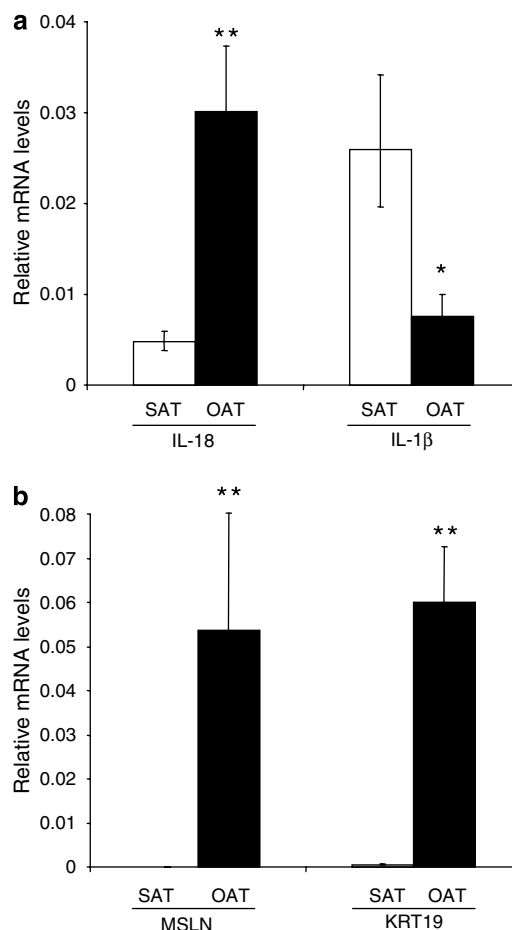 a
Relative mRNA levels
0.04
0.03
0.02
0.01
0
**
*
SAT OAT SAT OAT
IL-18 IL-1β
b
Relative mRNA levels
0.08
0.07
0.06
0.05
0.04
0.03
0.02
0.01
0
**
**
SAT OAT SAT OAT
MSLN KRT19